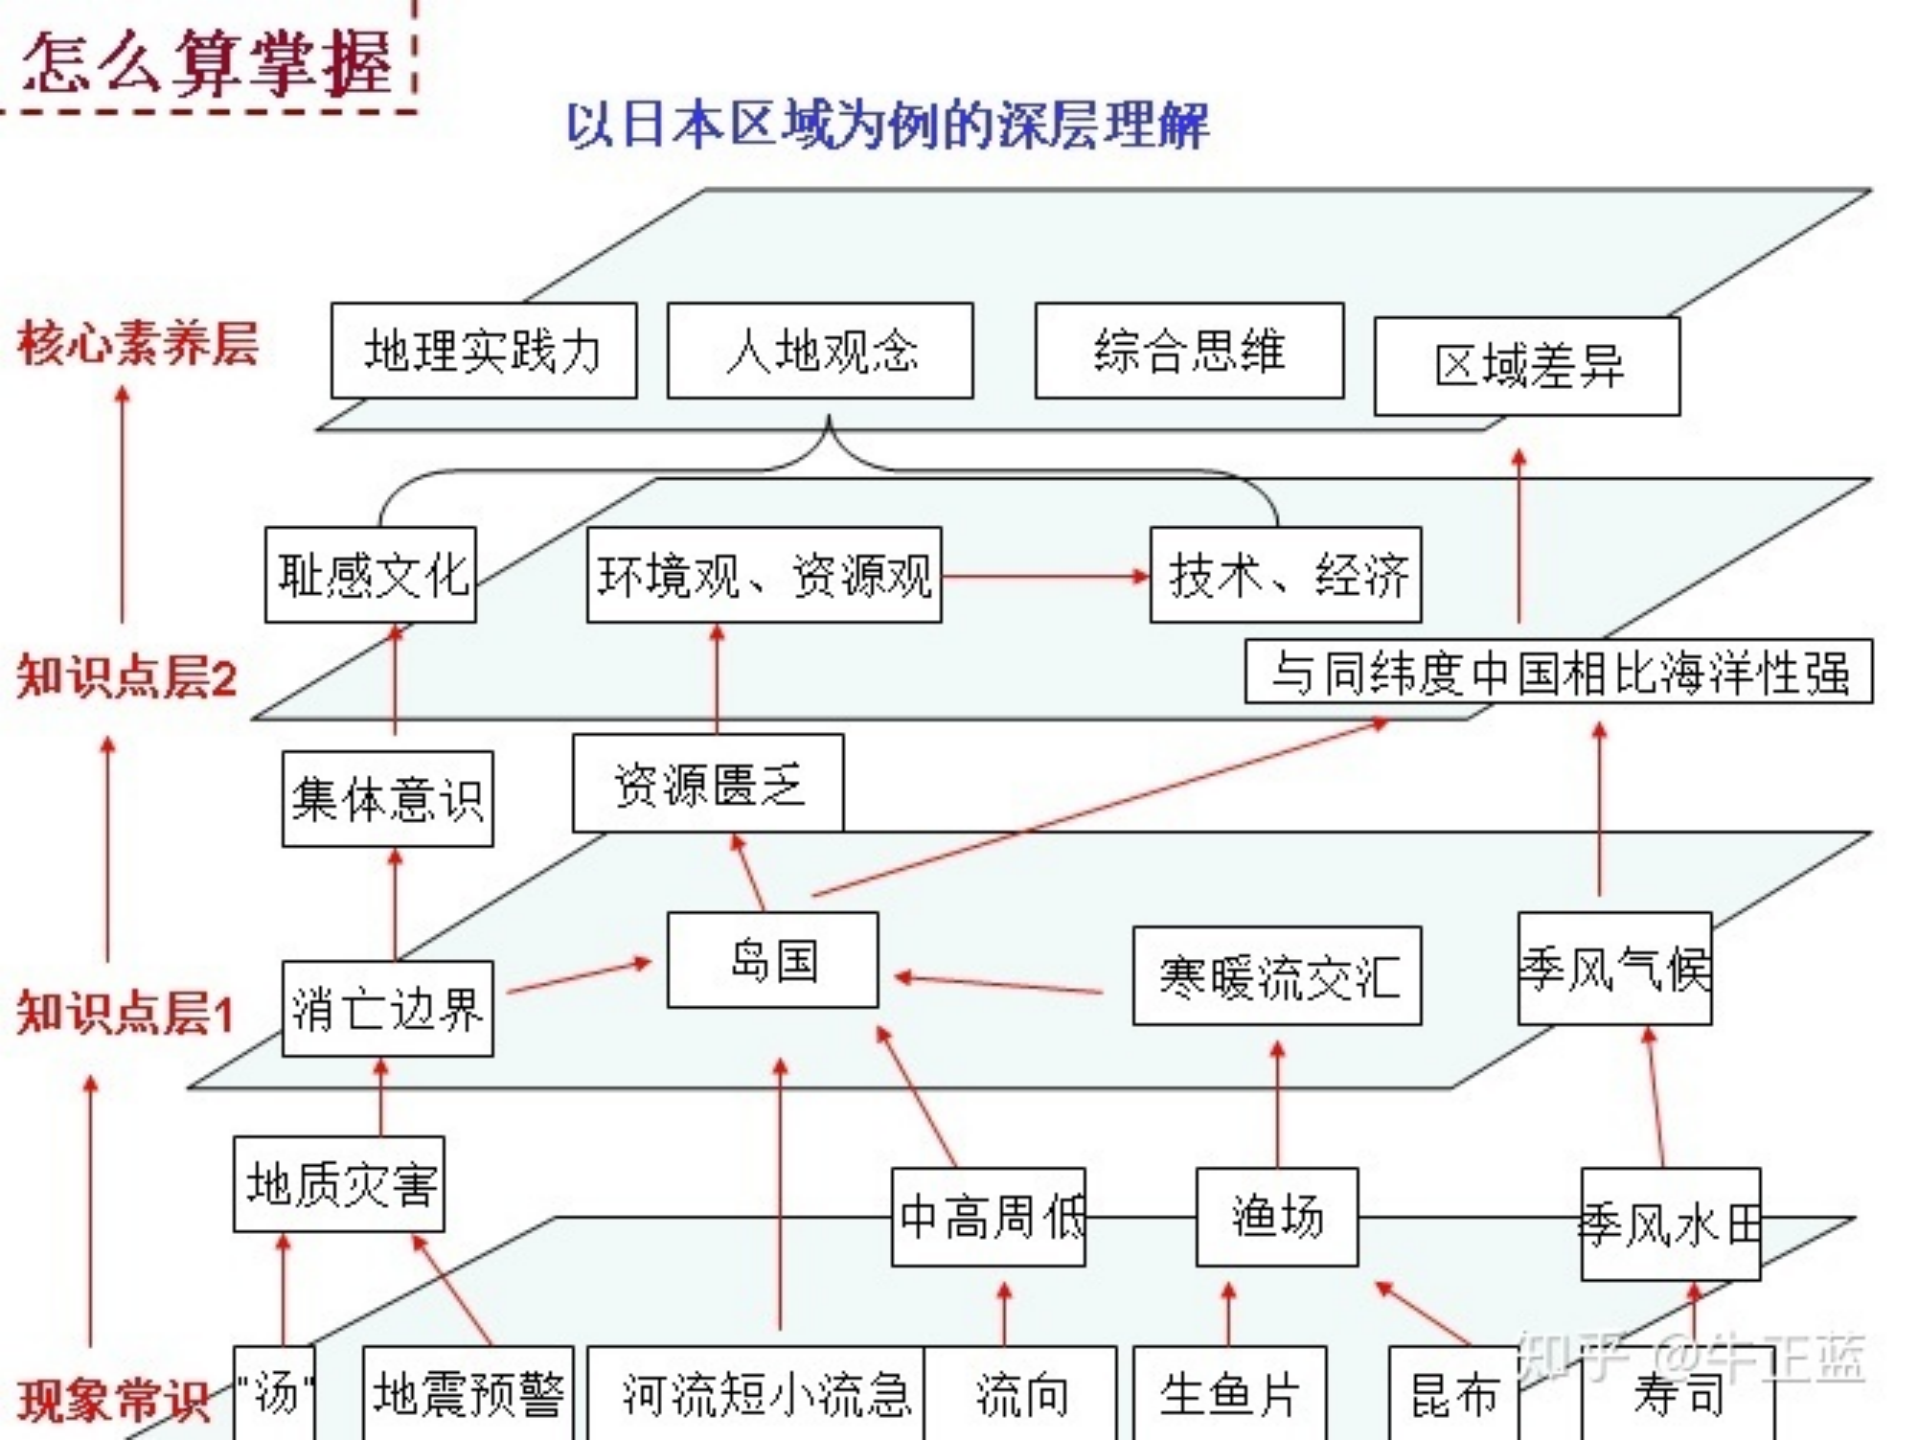 怎么算掌握
以日本区域为例的深层理解
核心素养层
地理实践力
人地观念
综合思维
区域差异
耻感文化
环境观、资源观
技术、经济
知识点层2
与同纬度中国相比海洋性强
集体意识
资源匮乏
知识点层1
消亡边界
岛国
寒暖流交汇
季风气候
地质灾害
中高周低
渔场
季风水田
现象常识
"汤"
地震预警
河流短小流急
流向
生鱼片
昆布
寿司
知乎 @牛正蓝